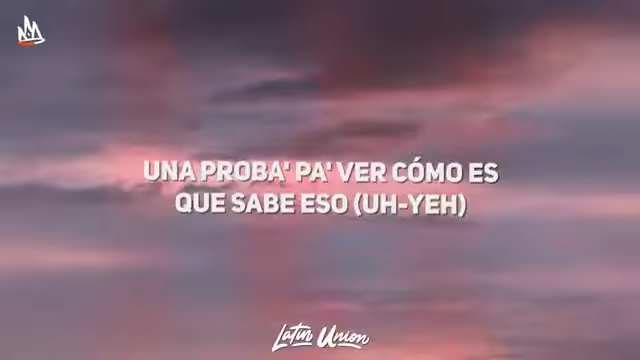 UNA PROBA' PA' VER CÓMO ES
QUE SABE ESO (UH-YEH)
Latin Union